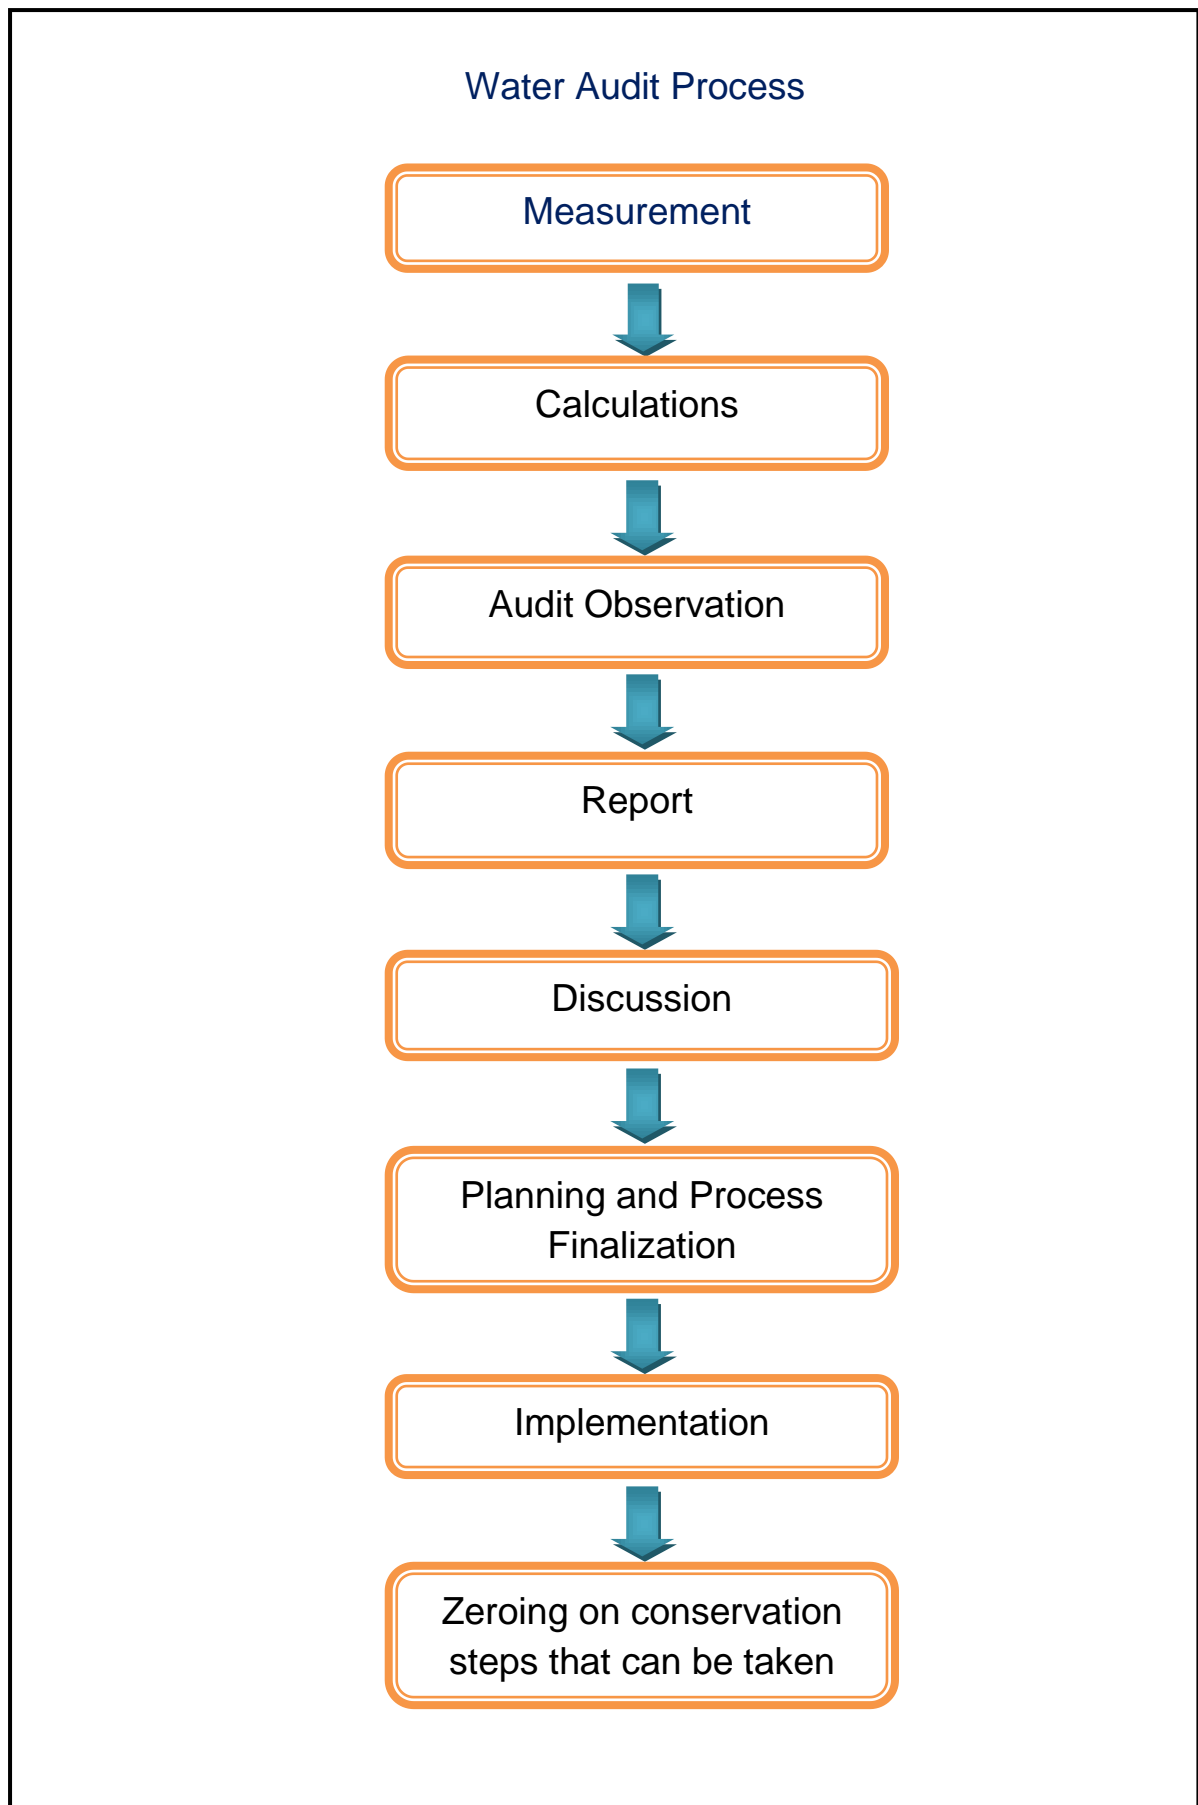 Water Audit Process
Measurement
Calculations
Audit Observation
Report
Discussion
Planning and Process
Finalization
Implementation
Zeroing on conservation
steps that can be taken